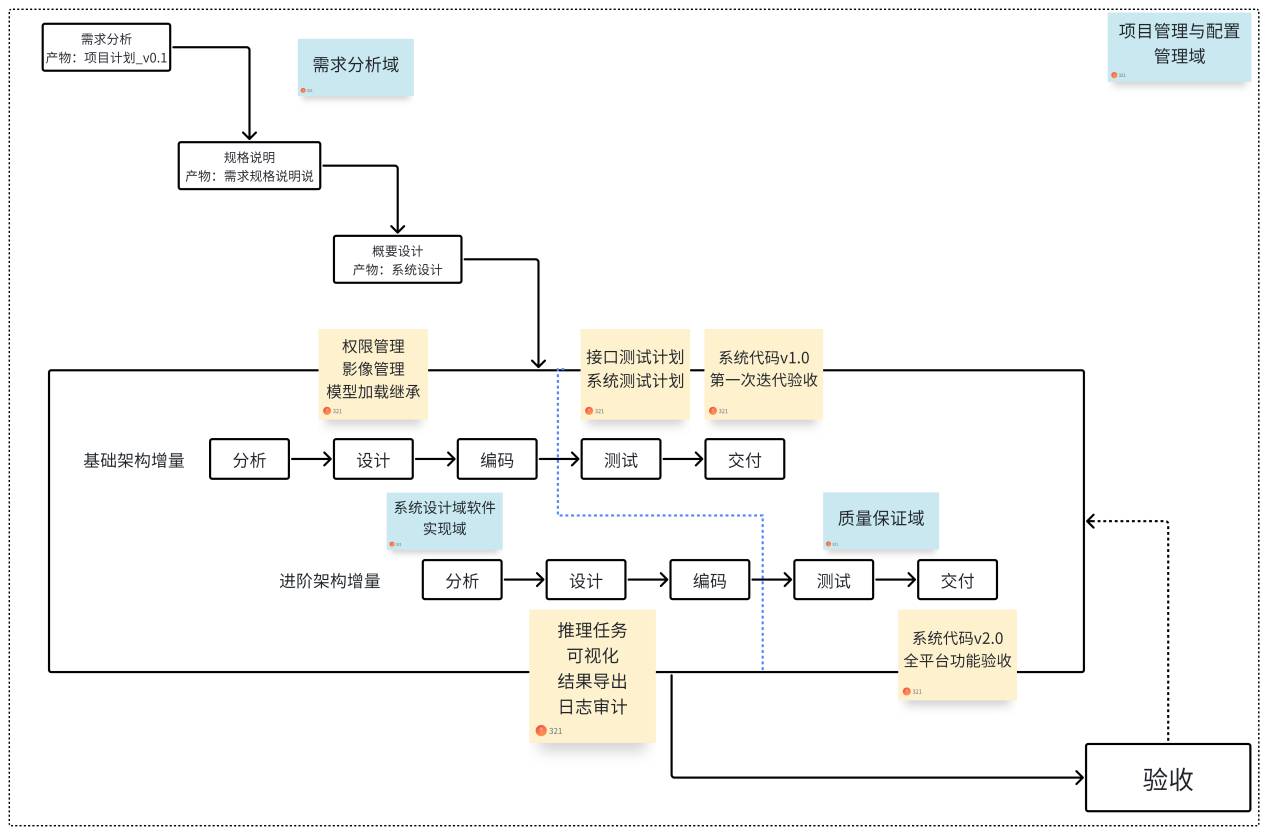 需求分析
产物：项目计划_v0.1
需求分析域
项目管理与配置
管理域
规格说明
产物：需求规格说明说
概要设计
产物：系统设计
权限管理
影像管理
模型加载继承
321
接口测试计划
系统测试计划
321
系统代码v1.0
第一次迭代验收
321
基础架构增量
分析
设计
编码
测试
交付
系统设计域软件
实现域
质量保证域
进阶架构增量
分析
设计
编码
测试
交付
推理任务
可视化
结果导出
日志审计
321
系统代码v2.0
全平台功能验收
321
验收